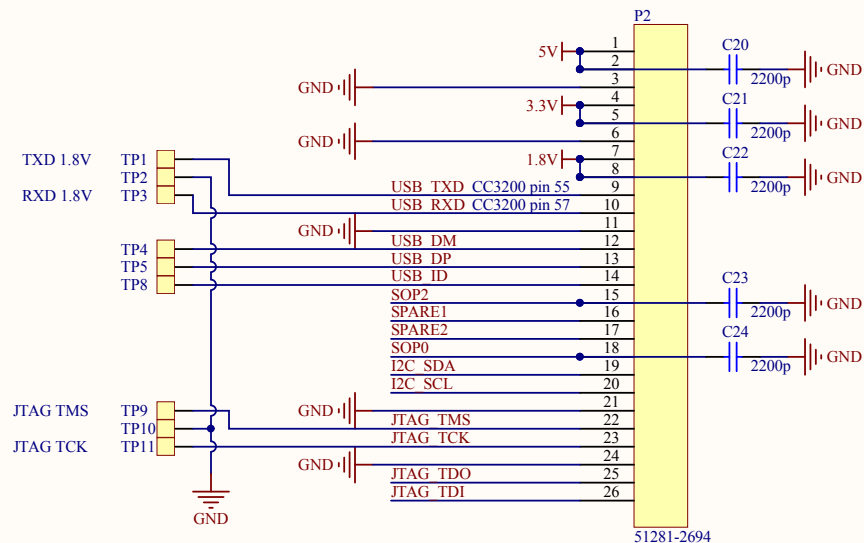 P2
1
C20
5V
2
GND
2200p
GND
3
C21
3.3V
4
5
GND
2200p
GND
6
C22
TXD 1.8V TP1
1.8V
7
8
GND
2200p
TP2
USB_TXD CC3200 pin 55
9
RXD 1.8V TP3
USB_RXD CC3200 pin 57
10
GND
11
TP4
USB_DM
12
TP5
USB_DP
13
TP8
USB_ID
14
C23
SOP2
15
GND
2200p
SPARE1
16
SPARE2
17
C24
SOP0
18
GND
2200p
I2C_SDA
19
I2C_SCL
20
JTAG TMS TP9
GND
21
TP10
JTAG_TMS
22
JTAG TCK TP11
JTAG_TCK
23
GND
24
JTAG_TDO
25
JTAG_TDI
26
GND
51281-2694